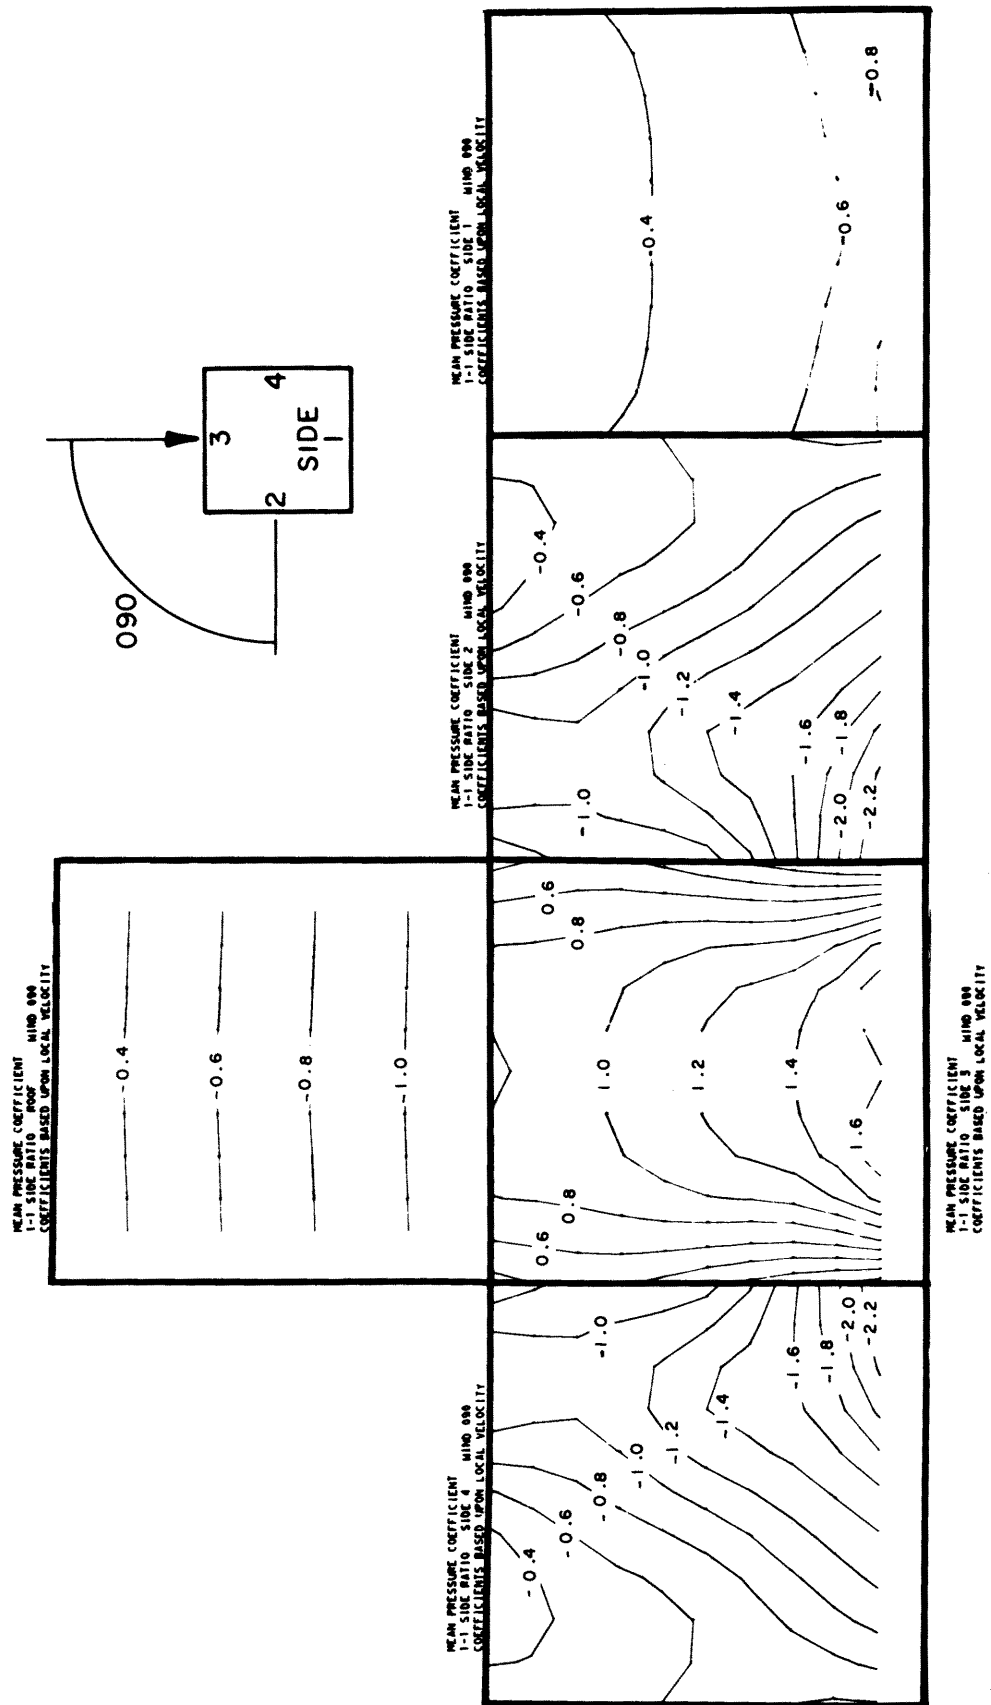 MEAN PRESSURE COEFFICIENT
1-1 SIDE RATIO ROOF WIND 090
COEFFICIENTS BASED UPON LOCAL VELOCITY
-0.4
-0.6
-0.8
-1.0
090
3
2
4
SIDE
1
MEAN PRESSURE COEFFICIENT
1-1 SIDE RATIO SIDE 4 WIND 090
COEFFICIENTS BASED UPON LOCAL VELOCITY
-0.4
-0.6
-0.8
-1.0
-1.2
-1.4
-1.0
-1.6
-1.8
-2.0
-2.2
0.6
0.8
1.0
1.2
1.4
1.6
0.6
0.8
MEAN PRESSURE COEFFICIENT
1-1 SIDE RATIO SIDE 3 WIND 090
COEFFICIENTS BASED UPON LOCAL VELOCITY
MEAN PRESSURE COEFFICIENT
1-1 SIDE RATIO SIDE 2 WIND 090
COEFFICIENTS BASED UPON LOCAL VELOCITY
-1.0
-2.0
-2.2
-1.6
-1.8
-1.4
-1.2
-1.0
-0.8
-0.6
-0.4
MEAN PRESSURE COEFFICIENT
1-1 SIDE RATIO SIDE 1 WIND 090
COEFFICIENTS BASED UPON LOCAL VELOCITY
-0.4
-0.6
-0.8